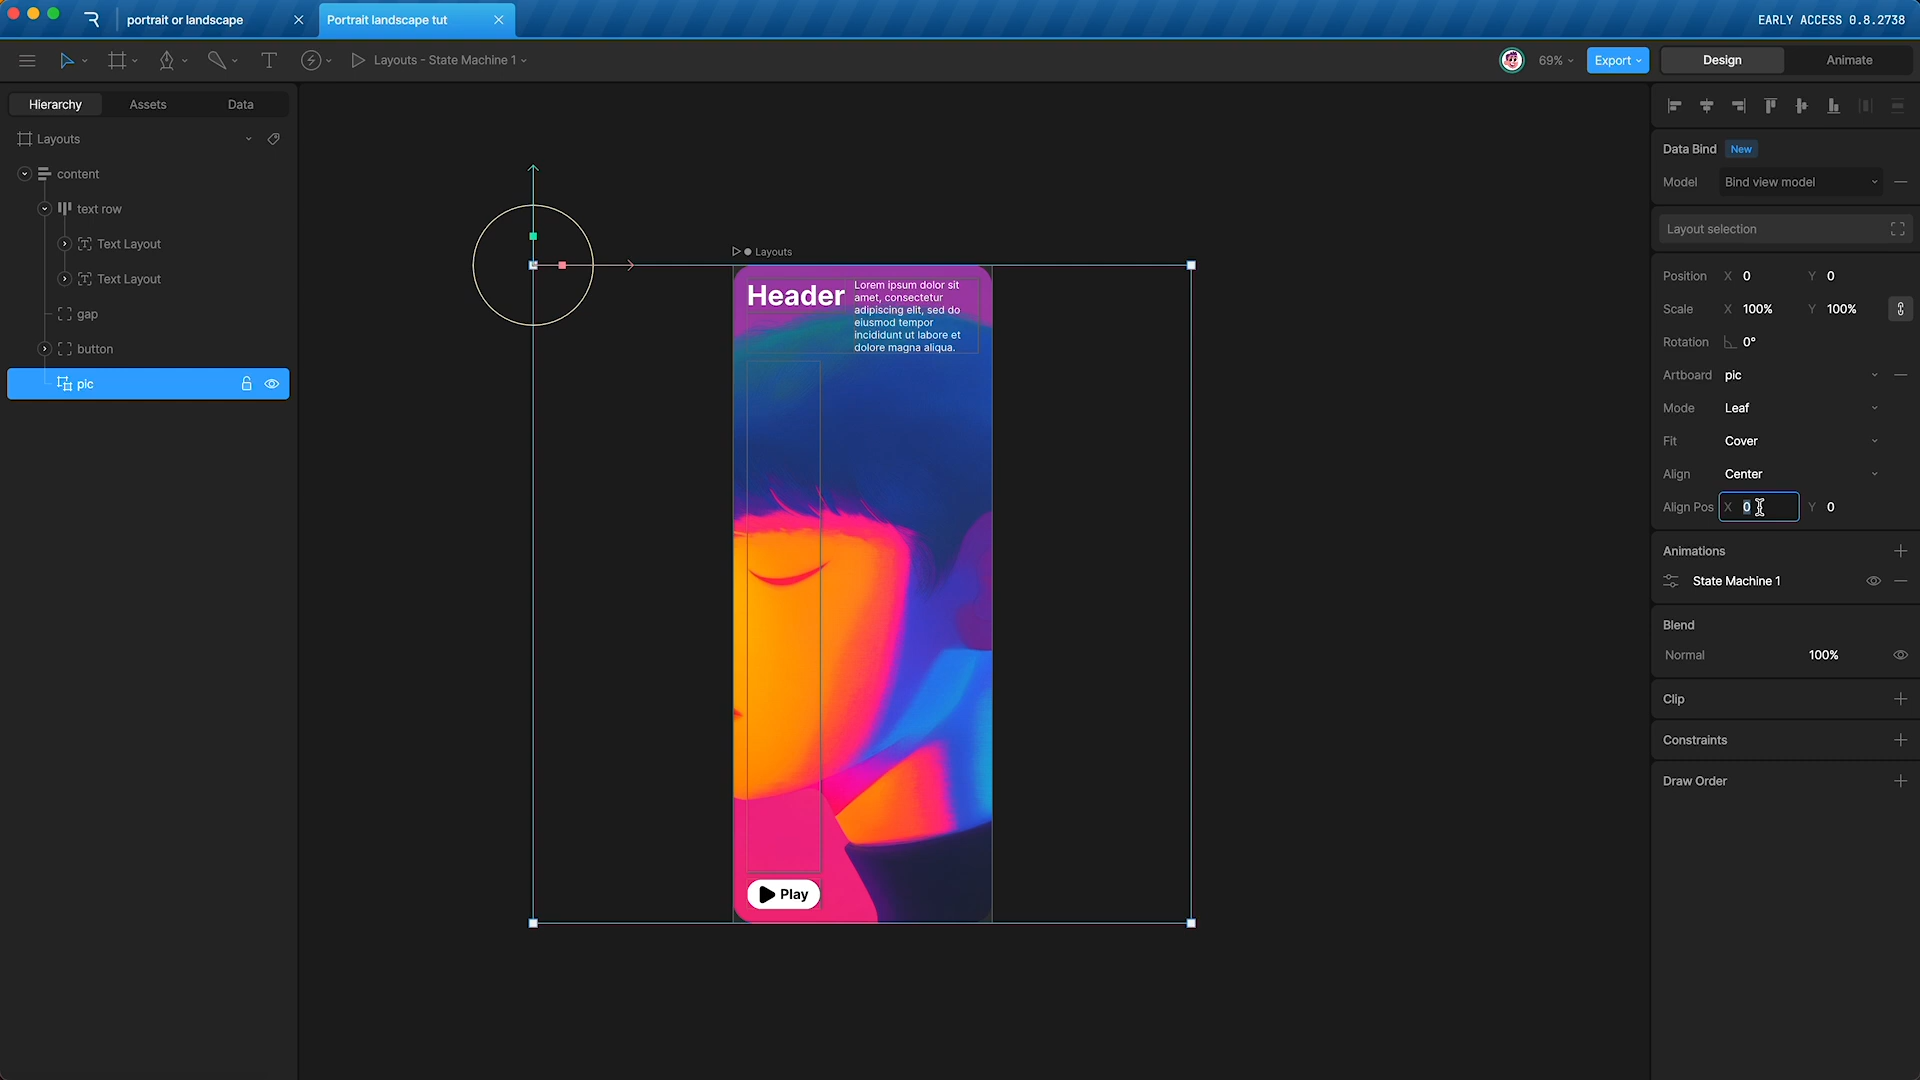 portrait or landscape
Portrait landscape tut
EARLY ACCESS 0.8.2738
Layouts - State Machine 1
69%
Export
Design
Animate
Hierarchy
Assets
Data
Layouts
content
text row
Text Layout
Text Layout
gap
button
pic
Layouts
Header
Lorem ipsum dolor sit
amet, consectetur
adipiscing elit, sed do
eiusmod tempor
incididunt ut labore et
dolore magna aliqua.
Play
Data Bind New
Model Bind view model
Layout selection
Position X 0 Y 0
Scale X 100% Y 100%
Rotation 0°
Artboard pic
Mode Leaf
Fit Cover
Align Center
Align Pos X 0 Y 0
Animations
State Machine 1
Blend
Normal 100%
Clip
Constraints
Draw Order